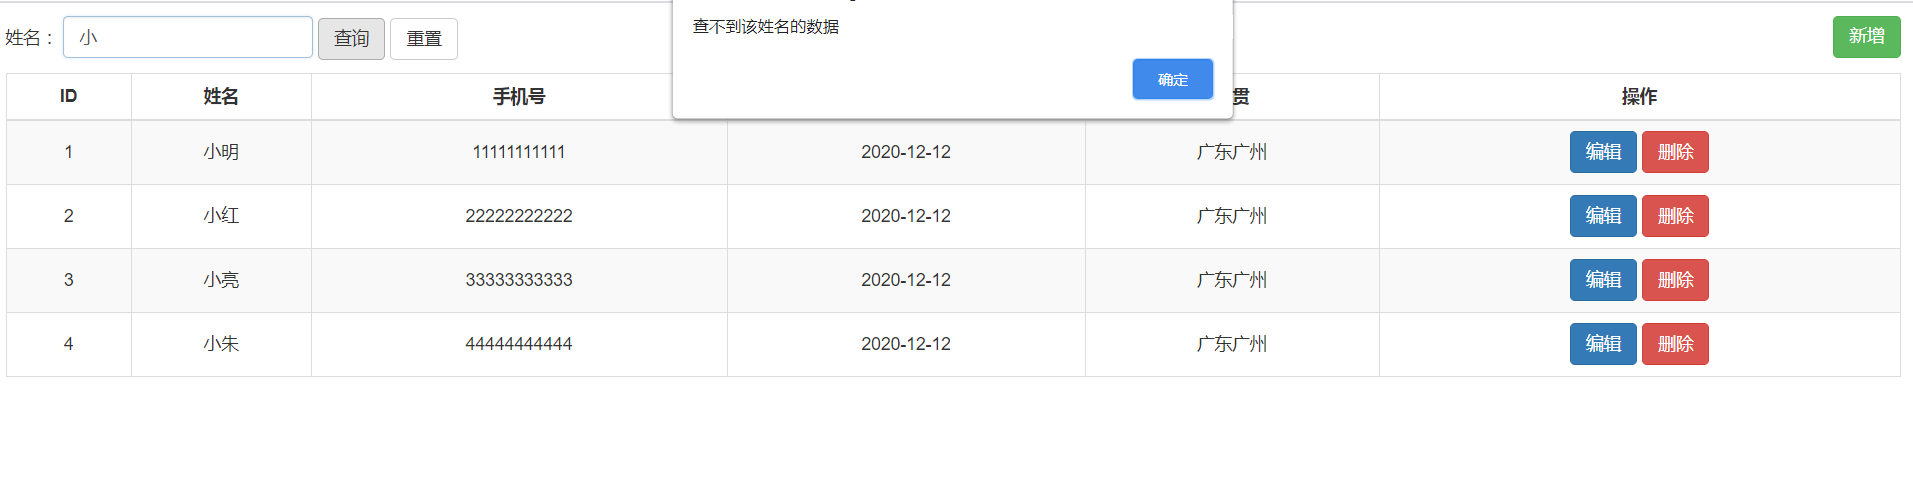 查不到该姓名的数据
确定
姓名： 小 查询 重置 新增
ID 姓名 手机号 贯 操作
1 小明 11111111111 2020-12-12 广东广州 编辑 删除
2 小红 22222222222 2020-12-12 广东广州 编辑 删除
3 小亮 33333333333 2020-12-12 广东广州 编辑 删除
4 小朱 44444444444 2020-12-12 广东广州 编辑 删除